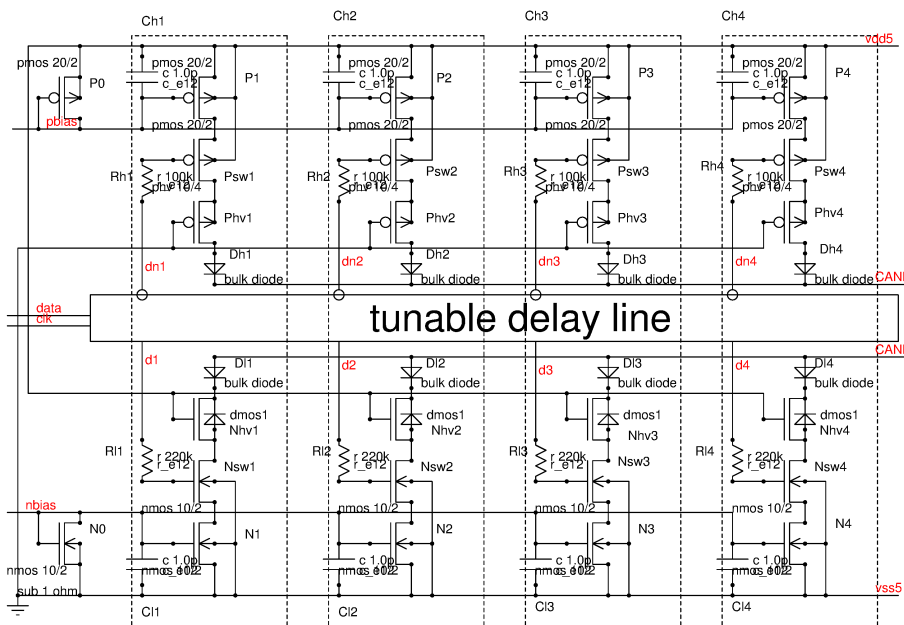 Ch1 Ch2 Ch3 Ch4
vdd5
pmos 20/2 pmos 20/2 pmos 20/2 pmos 20/2 pmos 20/2
P0 c 1.0p P1 c 1.0p P2 c 1.0p P3 c 1.0p P4
c_e12 c_e12 c_e12 c_e12
pbias pmos 20/2 pmos 20/2 pmos 20/2 pmos 20/2
Rh1 r 100k Psw1 Rh2 r 100k Psw2 Rh3 r 100k Psw3 Rh4 r 100k Psw4
Phv1 Phv2 Phv3 Phv4
Dh1 Dh2 Dh3 Dh4
dn1 dn2 dn3 dn4
bulk diode bulk diode bulk diode bulk diode
data
clk
tunable delay line
d1 Dl1 d2 Dl2 d3 Dl3 d4 Dl4
bulk diode bulk diode bulk diode bulk diode
dmos1 dmos1 dmos1 dmos1
Nhv1 Nhv2 Nhv3 Nhv4
Rl1 r 220k Nsw1 Rl2 r 220k Nsw2 Rl3 r 220k Nsw3 Rl4 r 220k Nsw4
r_e12 r_e12 r_e12 r_e12
nbias nmos 10/2 nmos 10/2 nmos 10/2 nmos 10/2
N0 N1 N2 N3 N4
c 1.0p c 1.0p c 1.0p c 1.0p
nmos 10/2
sub 1 ohm vss5
Cl1 Cl2 Cl3 Cl4